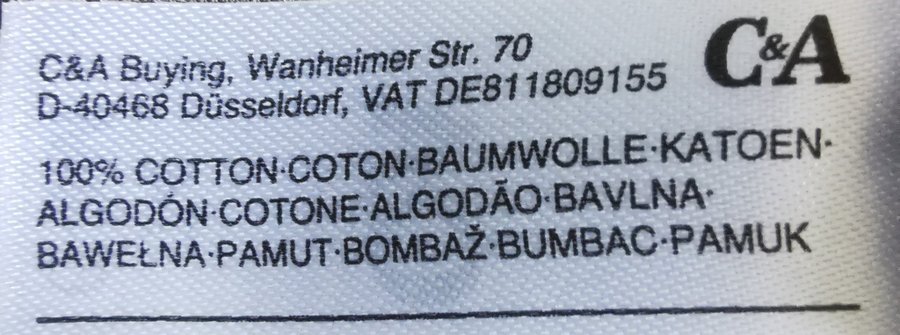 C&A Buying, Wanheimer Str. 70
C&A
D-40468 Düsseldorf, VAT DE811809155
100% COTTON·COTON·BAUMWOLLE·KATOEN·
ALGODÓN·COTONE·ALGODÃO·BAVLNA·
BAWEŁNA·PAMUT·BOMBAŽ·BUMBAC·PAMUK